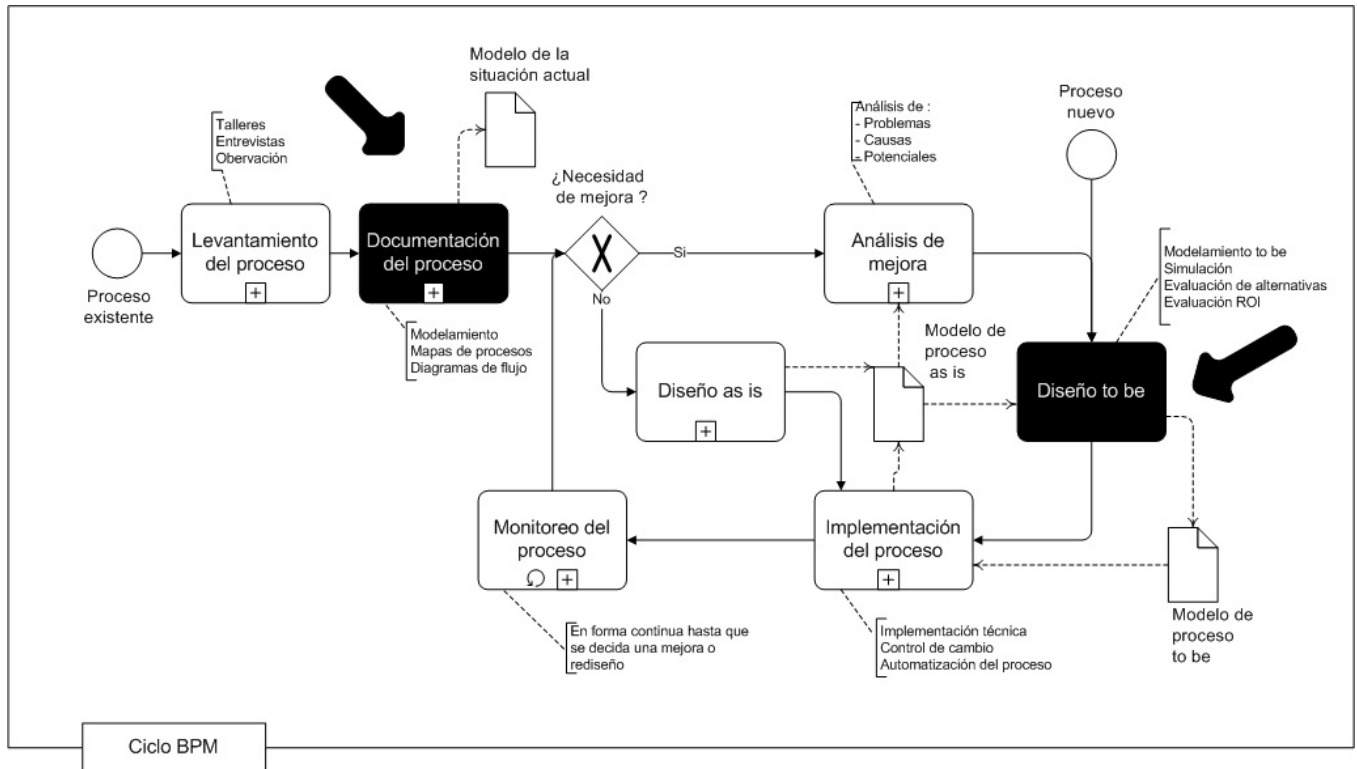 Modelo de la
situación actual
Proceso
nuevo
Talleres
Entrevistas
Obervación
Análisis de :
- Problemas
- Causas
- Potenciales
¿Necesidad
de mejora ?
Levantamiento
del proceso
Documentación
del proceso
Si
Análisis de
mejora
Modelamiento to be
Simulación
Evaluación de alternativas
Evaluación ROI
Proceso
existente
No
Modelamiento
Mapas de procesos
Diagramas de flujo
Modelo de
proceso
as is
Diseño as is
Diseño to be
Monitoreo del
proceso
Implementación
del proceso
Modelo de
proceso
to be
En forma continua hasta que
se decida una mejora o
rediseño
Implementación técnica
Control de cambio
Automatización del proceso
Ciclo BPM